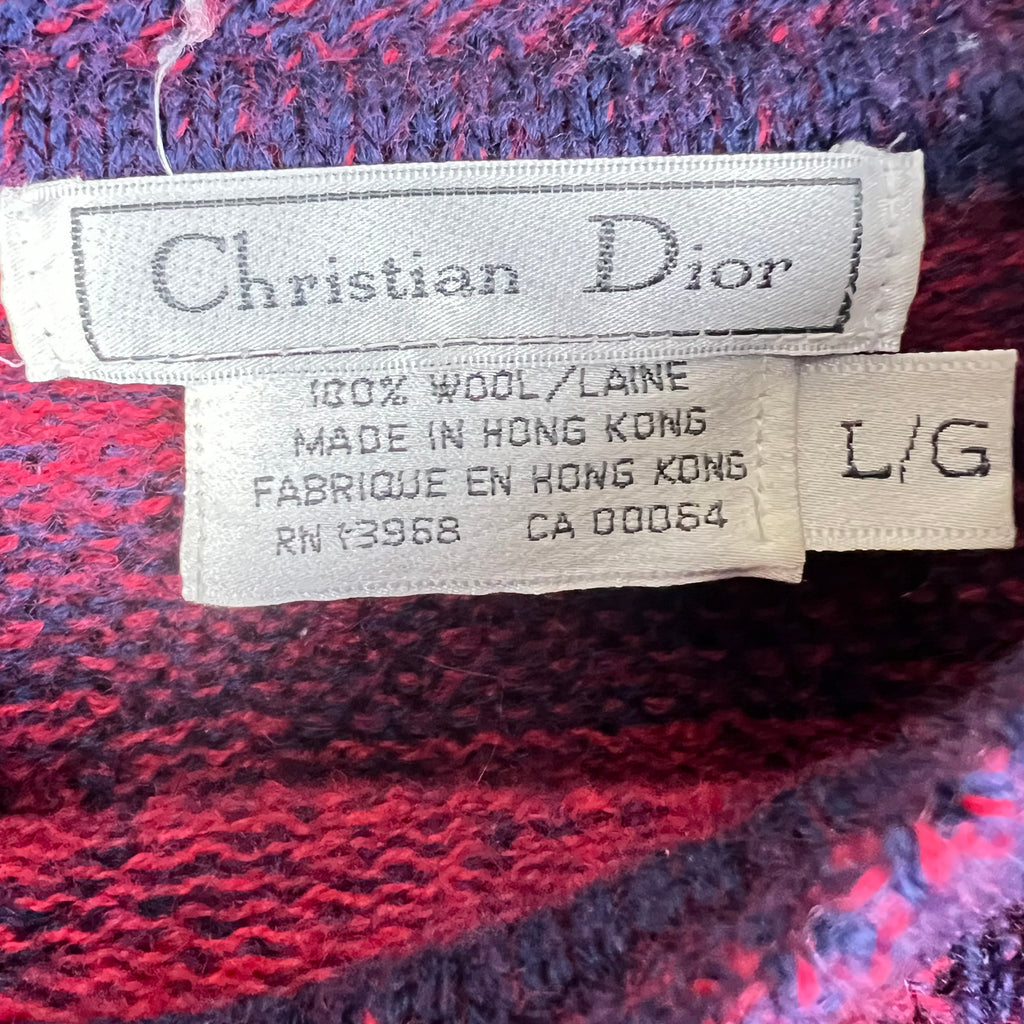 Christian Dior
100% WOOL/LAINE
MADE IN HONG KONG
FABRIQUE EN HONG KONG
RN 13968 CA 00064
L/G